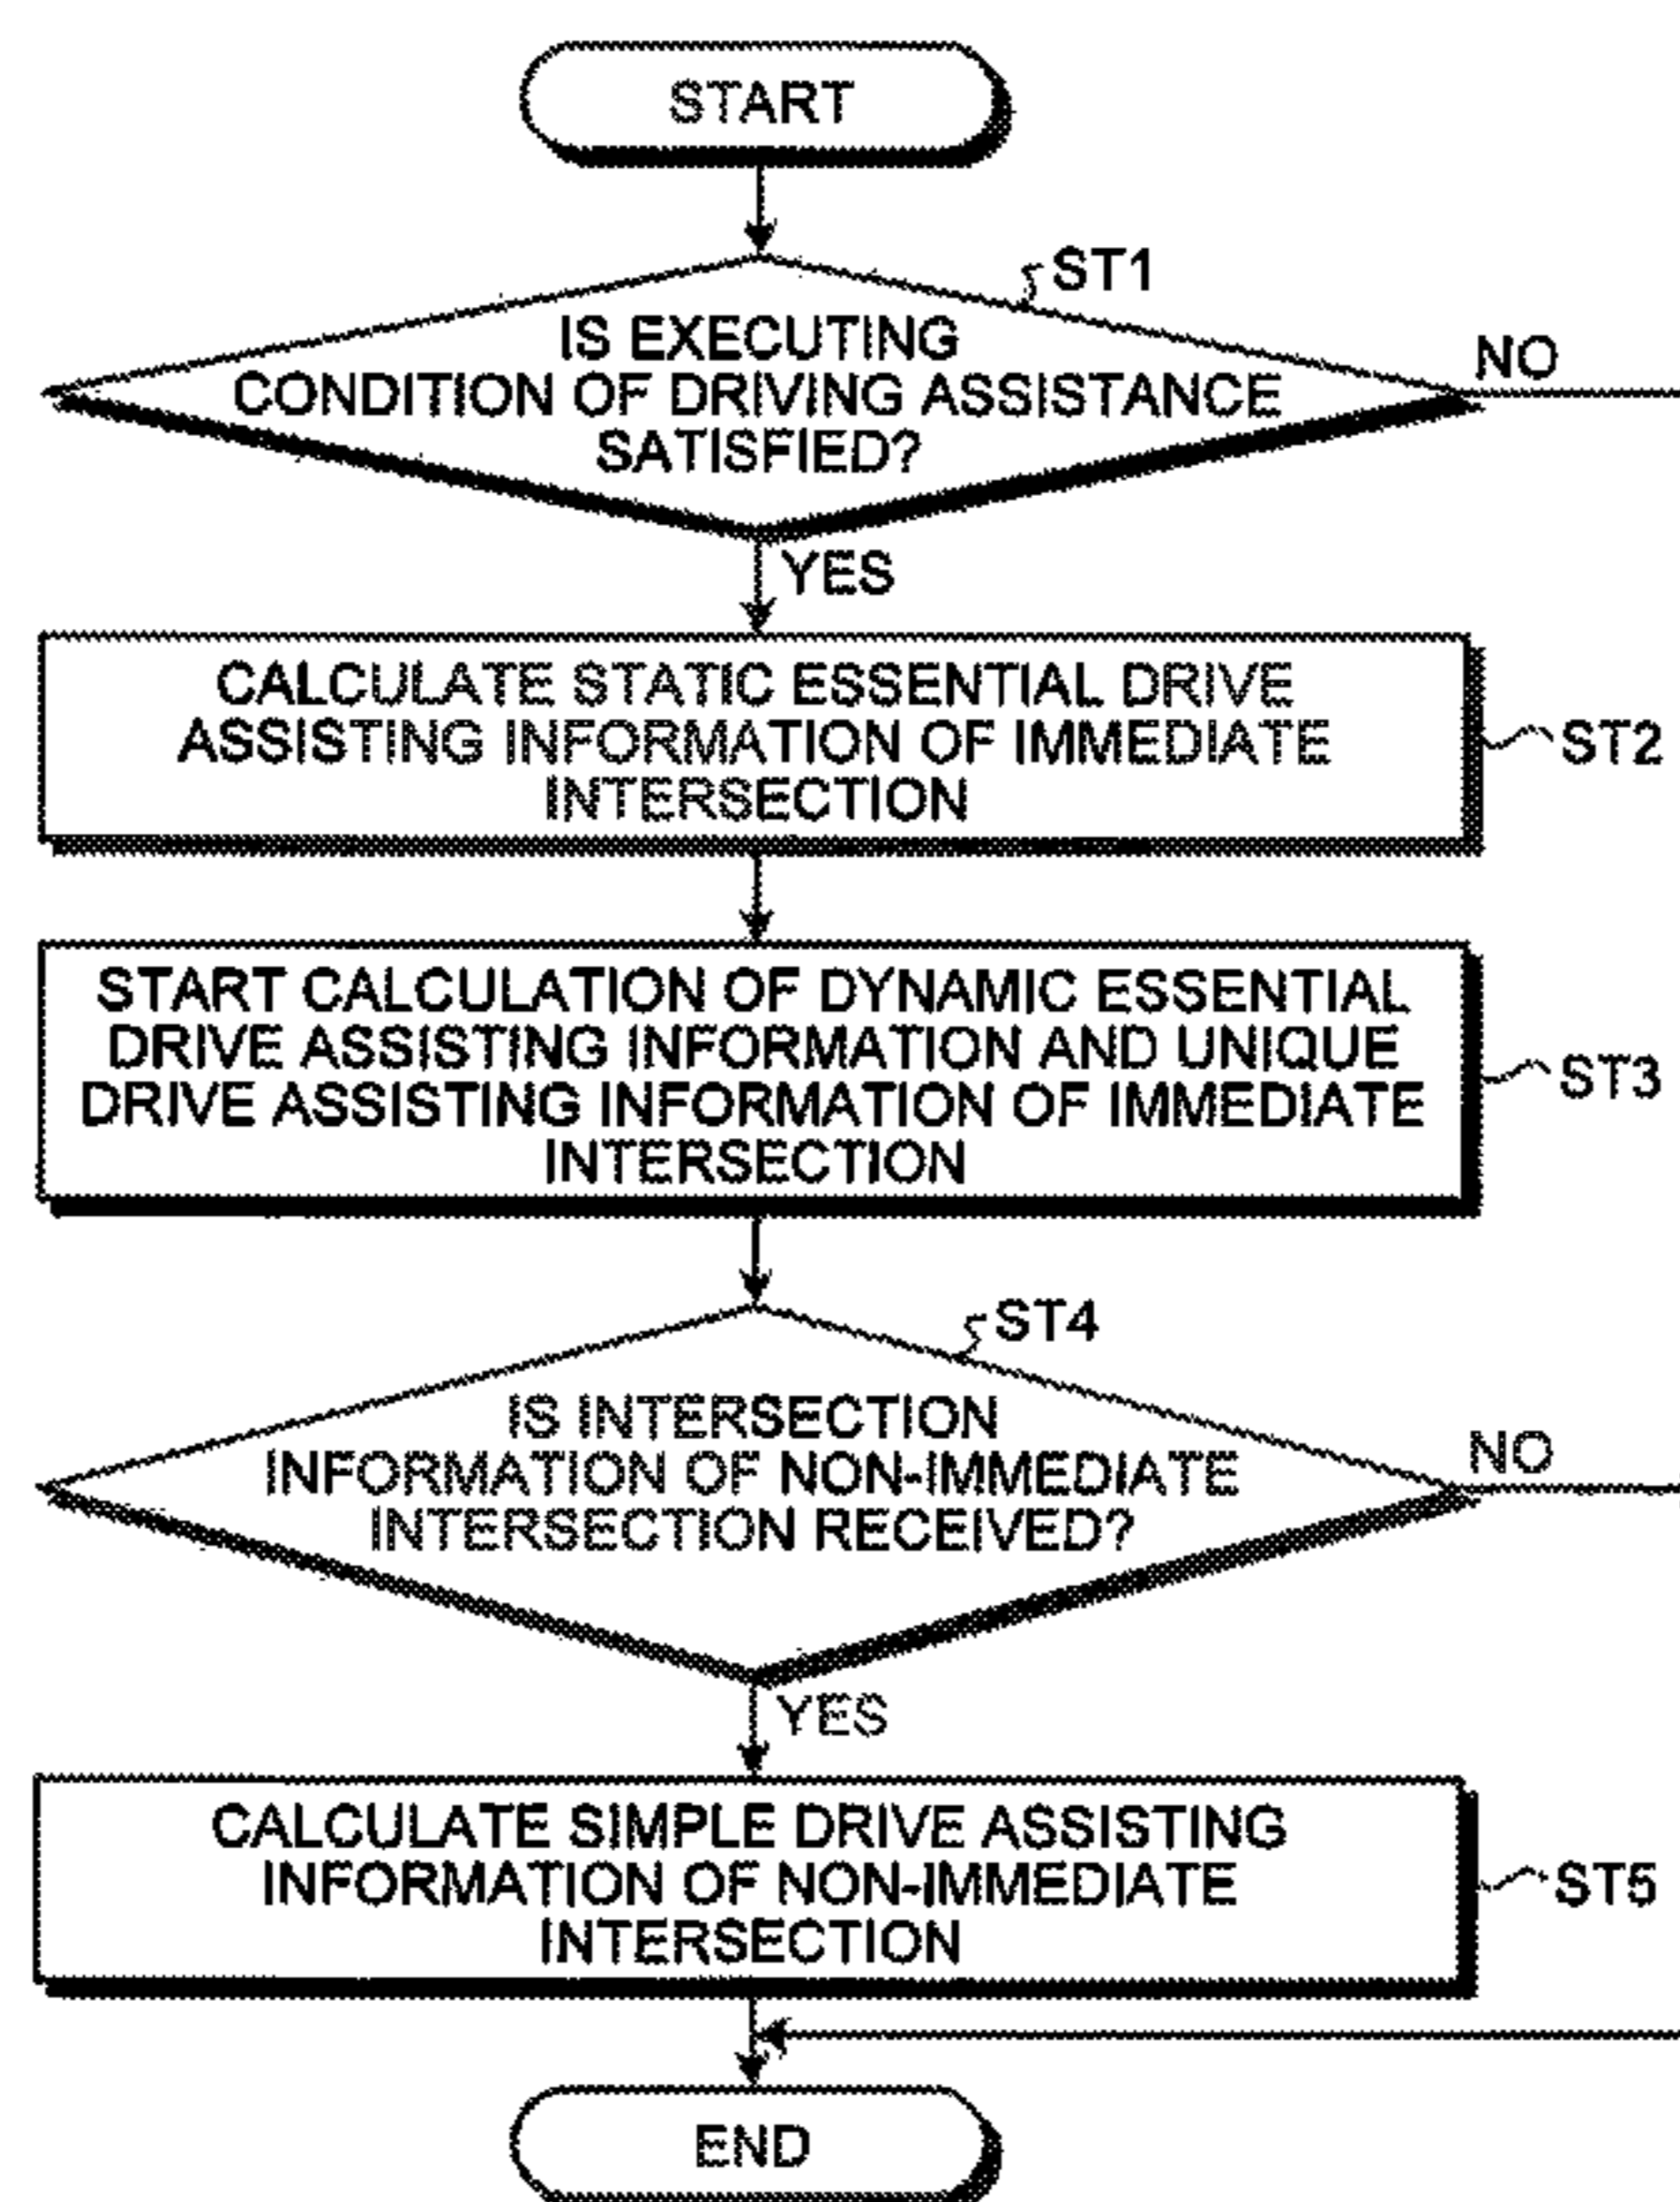 START
ST1
IS EXECUTING
CONDITION OF DRIVING ASSISTANCE
SATISFIED?
NO
YES
CALCULATE STATIC ESSENTIAL DRIVE
ASSISTING INFORMATION OF IMMEDIATE
INTERSECTION
ST2
START CALCULATION OF DYNAMIC ESSENTIAL
DRIVE ASSISTING INFORMATION AND UNIQUE
DRIVE ASSISTING INFORMATION OF IMMEDIATE
INTERSECTION
ST3
ST4
IS INTERSECTION
INFORMATION OF NON-IMMEDIATE
INTERSECTION RECEIVED?
NO
YES
CALCULATE SIMPLE DRIVE ASSISTING
INFORMATION OF NON-IMMEDIATE
INTERSECTION
ST5
END